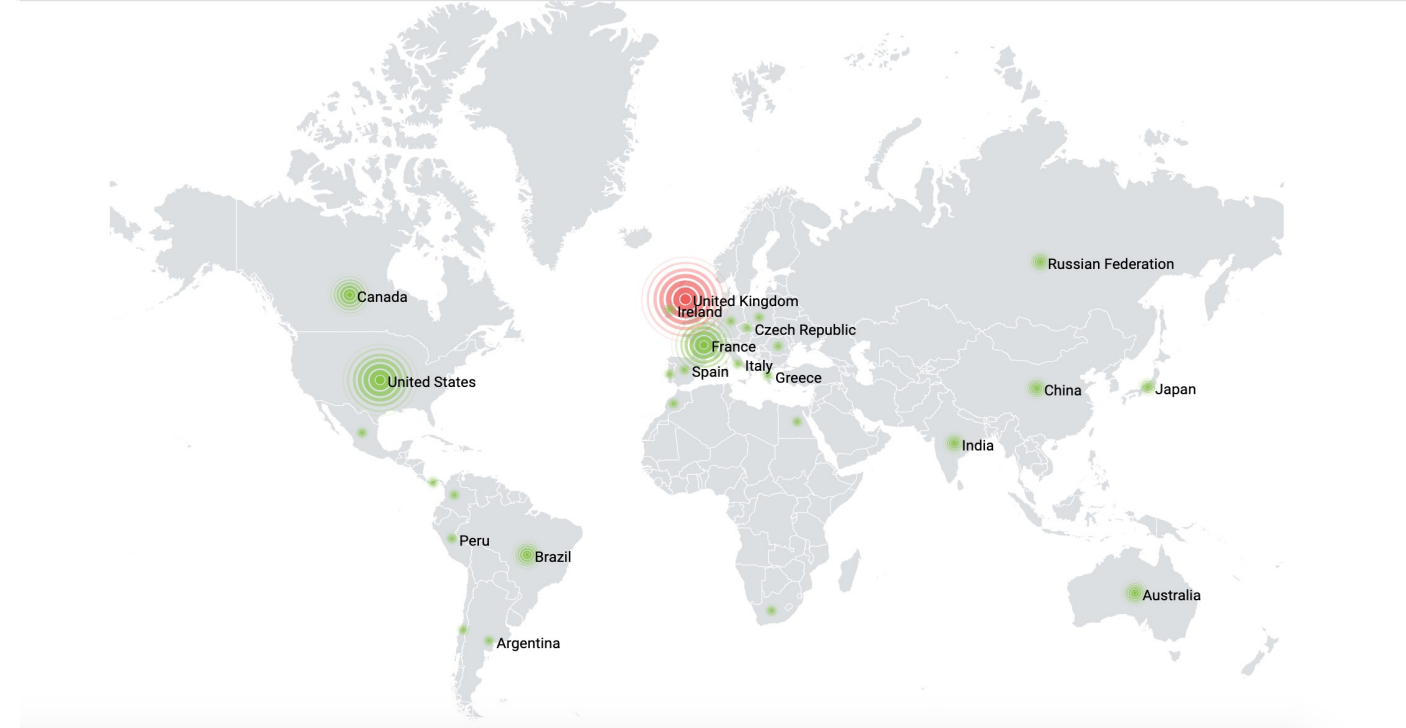 Russian Federation
Canada
United Kingdom
Ireland
Czech Republic
France
Italy
Spain
Greece
United States
China
Japan
India
Peru
Brazil
Australia
Argentina